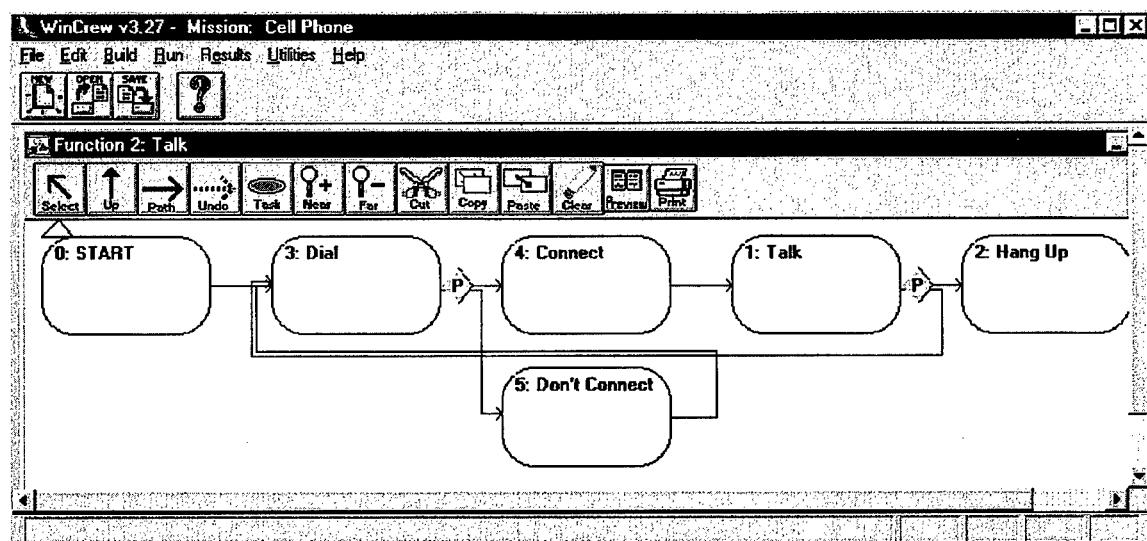 WinCrew v3.27 - Mission: Cell Phone
File Edit Build Run Results Utilities Help
NEW OPEN SAVE
Function 2: Talk
Select Up Path Undo Task Near Far Cut Copy Paste Clear Preview Print
0: START 3: Dial 4: Connect 1: Talk 2: Hang Up
P P
5: Don't Connect